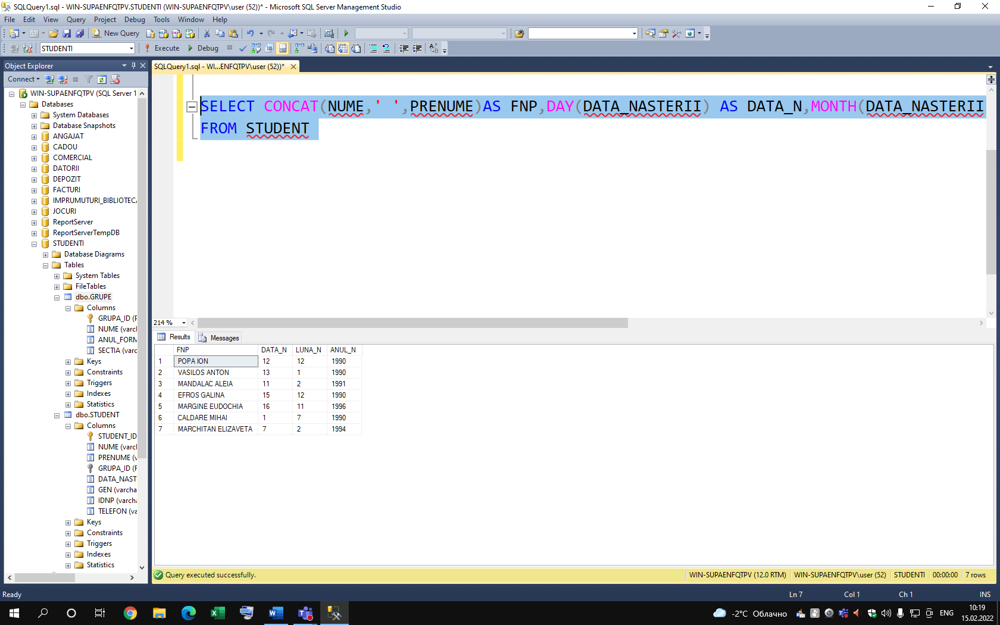 SQLQuery1.sql - WIN-SUPAENFQTPV.STUDENTI (WIN-SUPAENFQTPV\user (52))* - Microsoft SQL Server Management Studio
File Edit View Query Project Debug Tools Window Help
New Query
STUDENTI Execute Debug
Object Explorer
Connect
WIN-SUPAENFQTPV (SQL Server 1
Databases
System Databases
Database Snapshots
ANGAJAT
CADOU
COMERCIAL
DATORII
DEPOZIT
FACTURI
IMPRUMUTURI_BIBLIOTECA
JOCURI
ReportServer
ReportServerTempDB
STUDENTI
Database Diagrams
Tables
System Tables
FileTables
dbo.GRUPE
Columns
GRUPA_ID (P
NUME (varcl
ANUL_FORM
SECTIA (varc
Keys
Constraints
Triggers
Indexes
Statistics
dbo.STUDENT
Columns
STUDENT_ID
NUME (varcl
PRENUME (v
GRUPA_ID (F
DATA_NAST
GEN (varcha
IDNP (varcha
TELEFON (va
Keys
Constraints
Triggers
Indexes
Statistics
SQLQuery1.sql - WI...ENFQTPV\user (52))*
SELECT CONCAT(NUME,' ',PRENUME)AS FNP,DAY(DATA_NASTERII) AS DATA_N,MONTH(DATA_NASTERII
FROM STUDENT
214 %
Results Messages
FNP DATA_N LUNA_N ANUL_N
1 POPA ION 12 12 1990
2 VASILOS ANTON 13 1 1990
3 MANDALAC ALEIA 11 2 1991
4 EFROS GALINA 15 12 1990
5 MARGINE EUDOCHIA 16 11 1996
6 CALDARE MIHAI 1 7 1990
7 MARCHITAN ELIZAVETA 7 2 1994
Query executed successfully. WIN-SUPAENFQTPV (12.0 RTM) WIN-SUPAENFQTPV\user (52) STUDENTI 00:00:00 7 rows
Ready Ln 7 Col 1 Ch 1 INS
-2°C Облачно ENG 10:19
15.02.2022